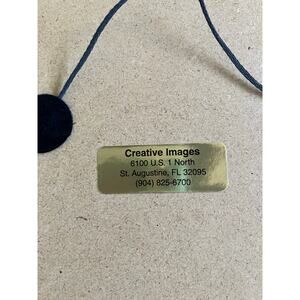 Creative Images
6100 U.S. 1 North
St. Augustine, FL 32095
(904) 825-6700